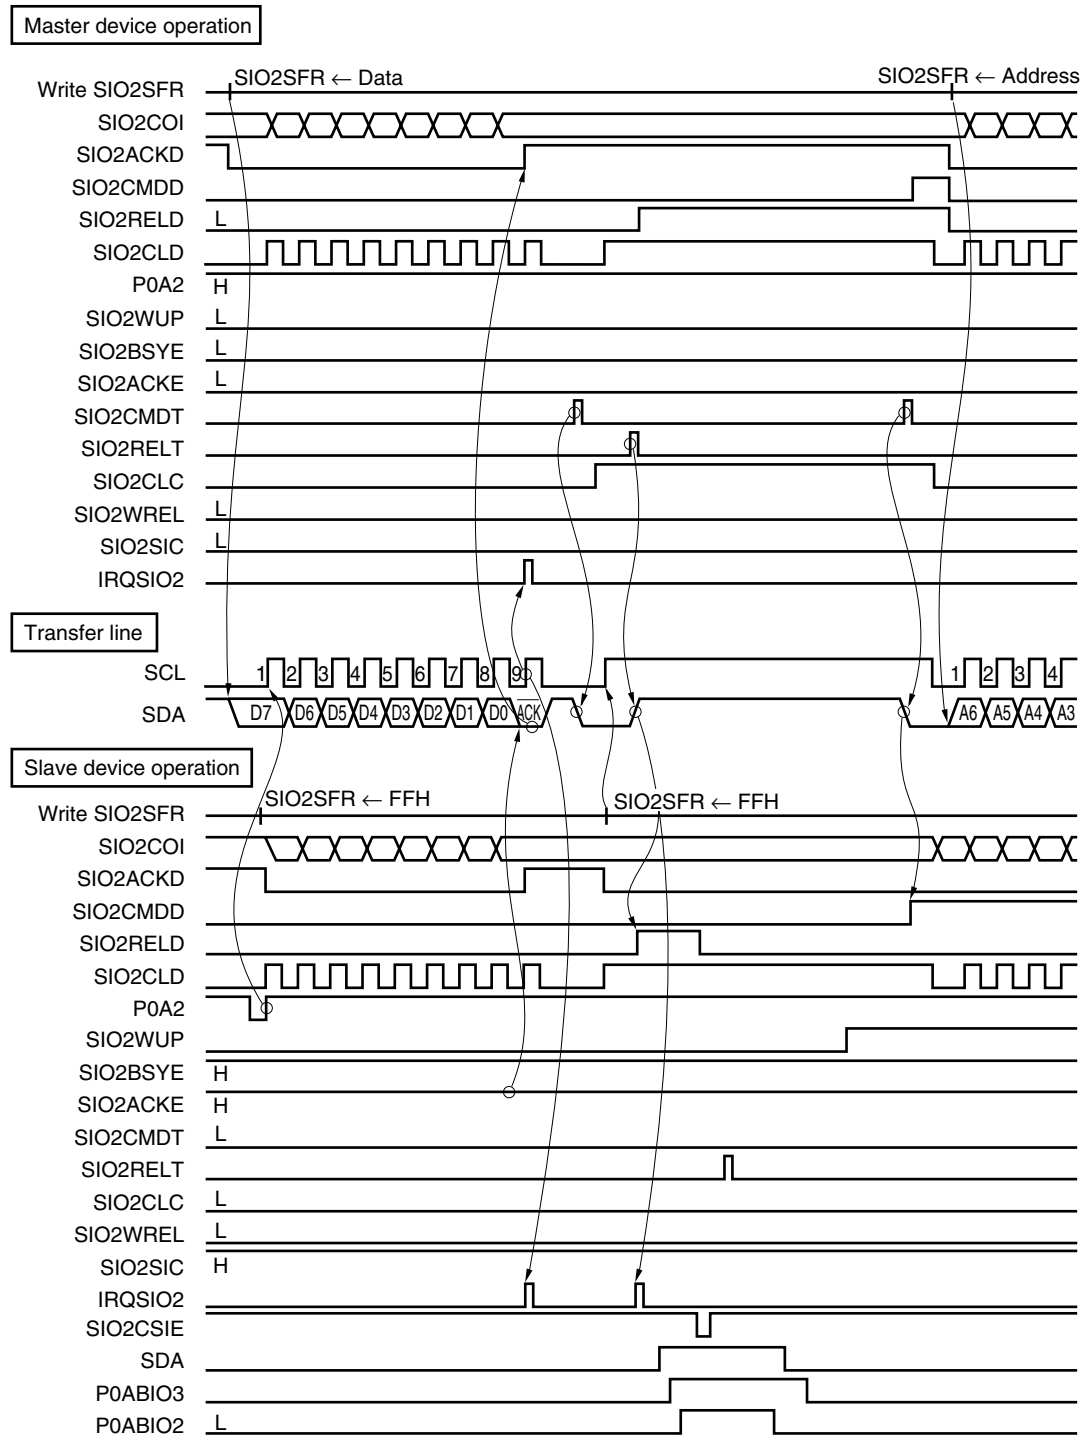 Master device operation
SIO2SFR ← Data
SIO2SFR ← Address
Write SIO2SFR
SIO2COI
SIO2ACKD
SIO2CMDD
SIO2RELD L
SIO2CLD
P0A2 H
SIO2WUP L
SIO2BSYE L
SIO2ACKE L
SIO2CMDT
SIO2RELT
SIO2CLC
SIO2WREL L
SIO2SIC L
IRQSIO2
Transfer line
SCL 1 2 3 4 5 6 7 8 9 1 2 3 4
SDA D7 D6 D5 D4 D3 D2 D1 D0 ACK A6 A5 A4 A3
Slave device operation
SIO2SFR ← FFH
SIO2SFR ← FFH
Write SIO2SFR
SIO2COI
SIO2ACKD
SIO2CMDD
SIO2RELD
SIO2CLD
P0A2
SIO2WUP
SIO2BSYE H
SIO2ACKE H
SIO2CMDT L
SIO2RELT
SIO2CLC L
SIO2WREL L
SIO2SIC H
IRQSIO2
SIO2CSIE
SDA
P0ABIO3
P0ABIO2 L